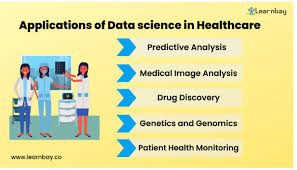 Learnbay
Applications of Data science in Healthcare
Predictive Analysis
Medical Image Analysis
Drug Discovery
Genetics and Genomics
Patient Health Monitoring
www.learnbay.co